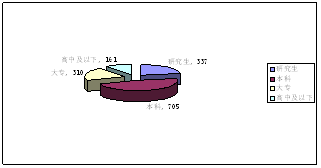 高中及以下, 161
研究生, 337
大专, 310
本科, 705
研究生
本科
大专
高中及以下